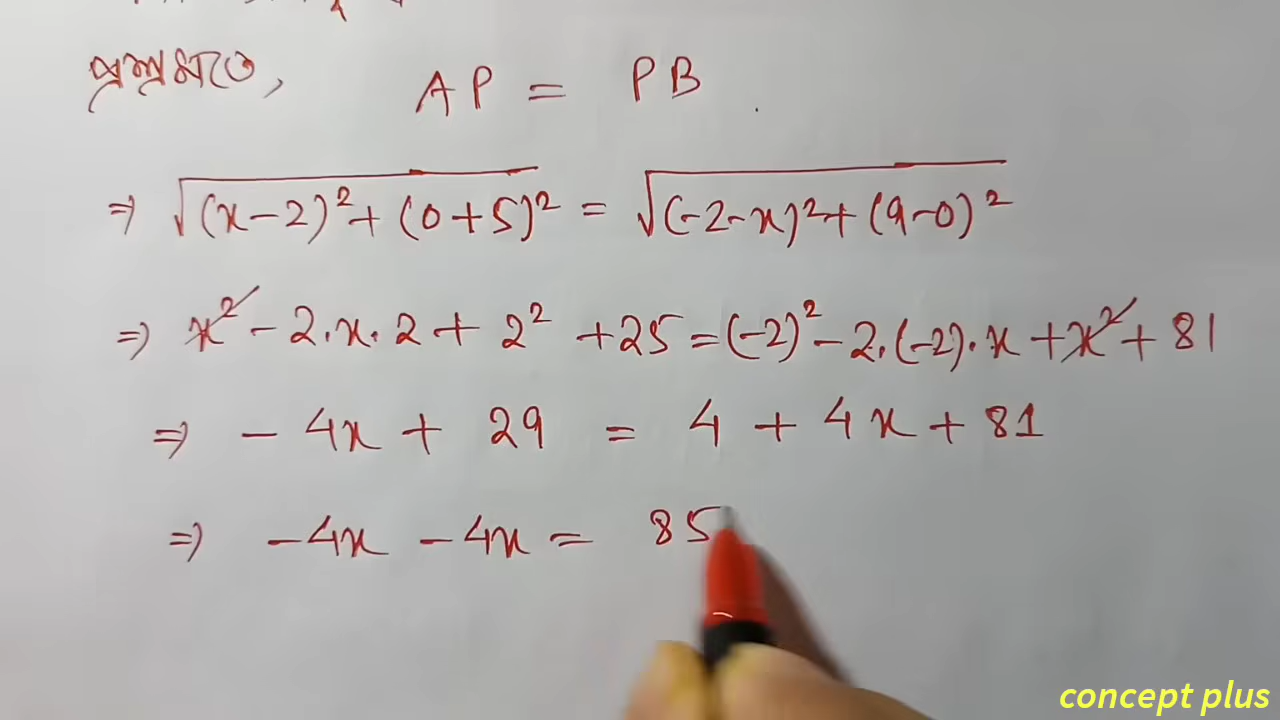 প্রশ্নমতে, AP = PB
⇒ √(x-2)² + (0+5)² = √(-2-x)² + (9-0)²
⇒ x² - 2.x.2 + 2² + 25 = (-2)² - 2.(-2).x + x² + 81
⇒ - 4x + 29 = 4 + 4x + 81
⇒ -4x - 4x = 85
concept plus